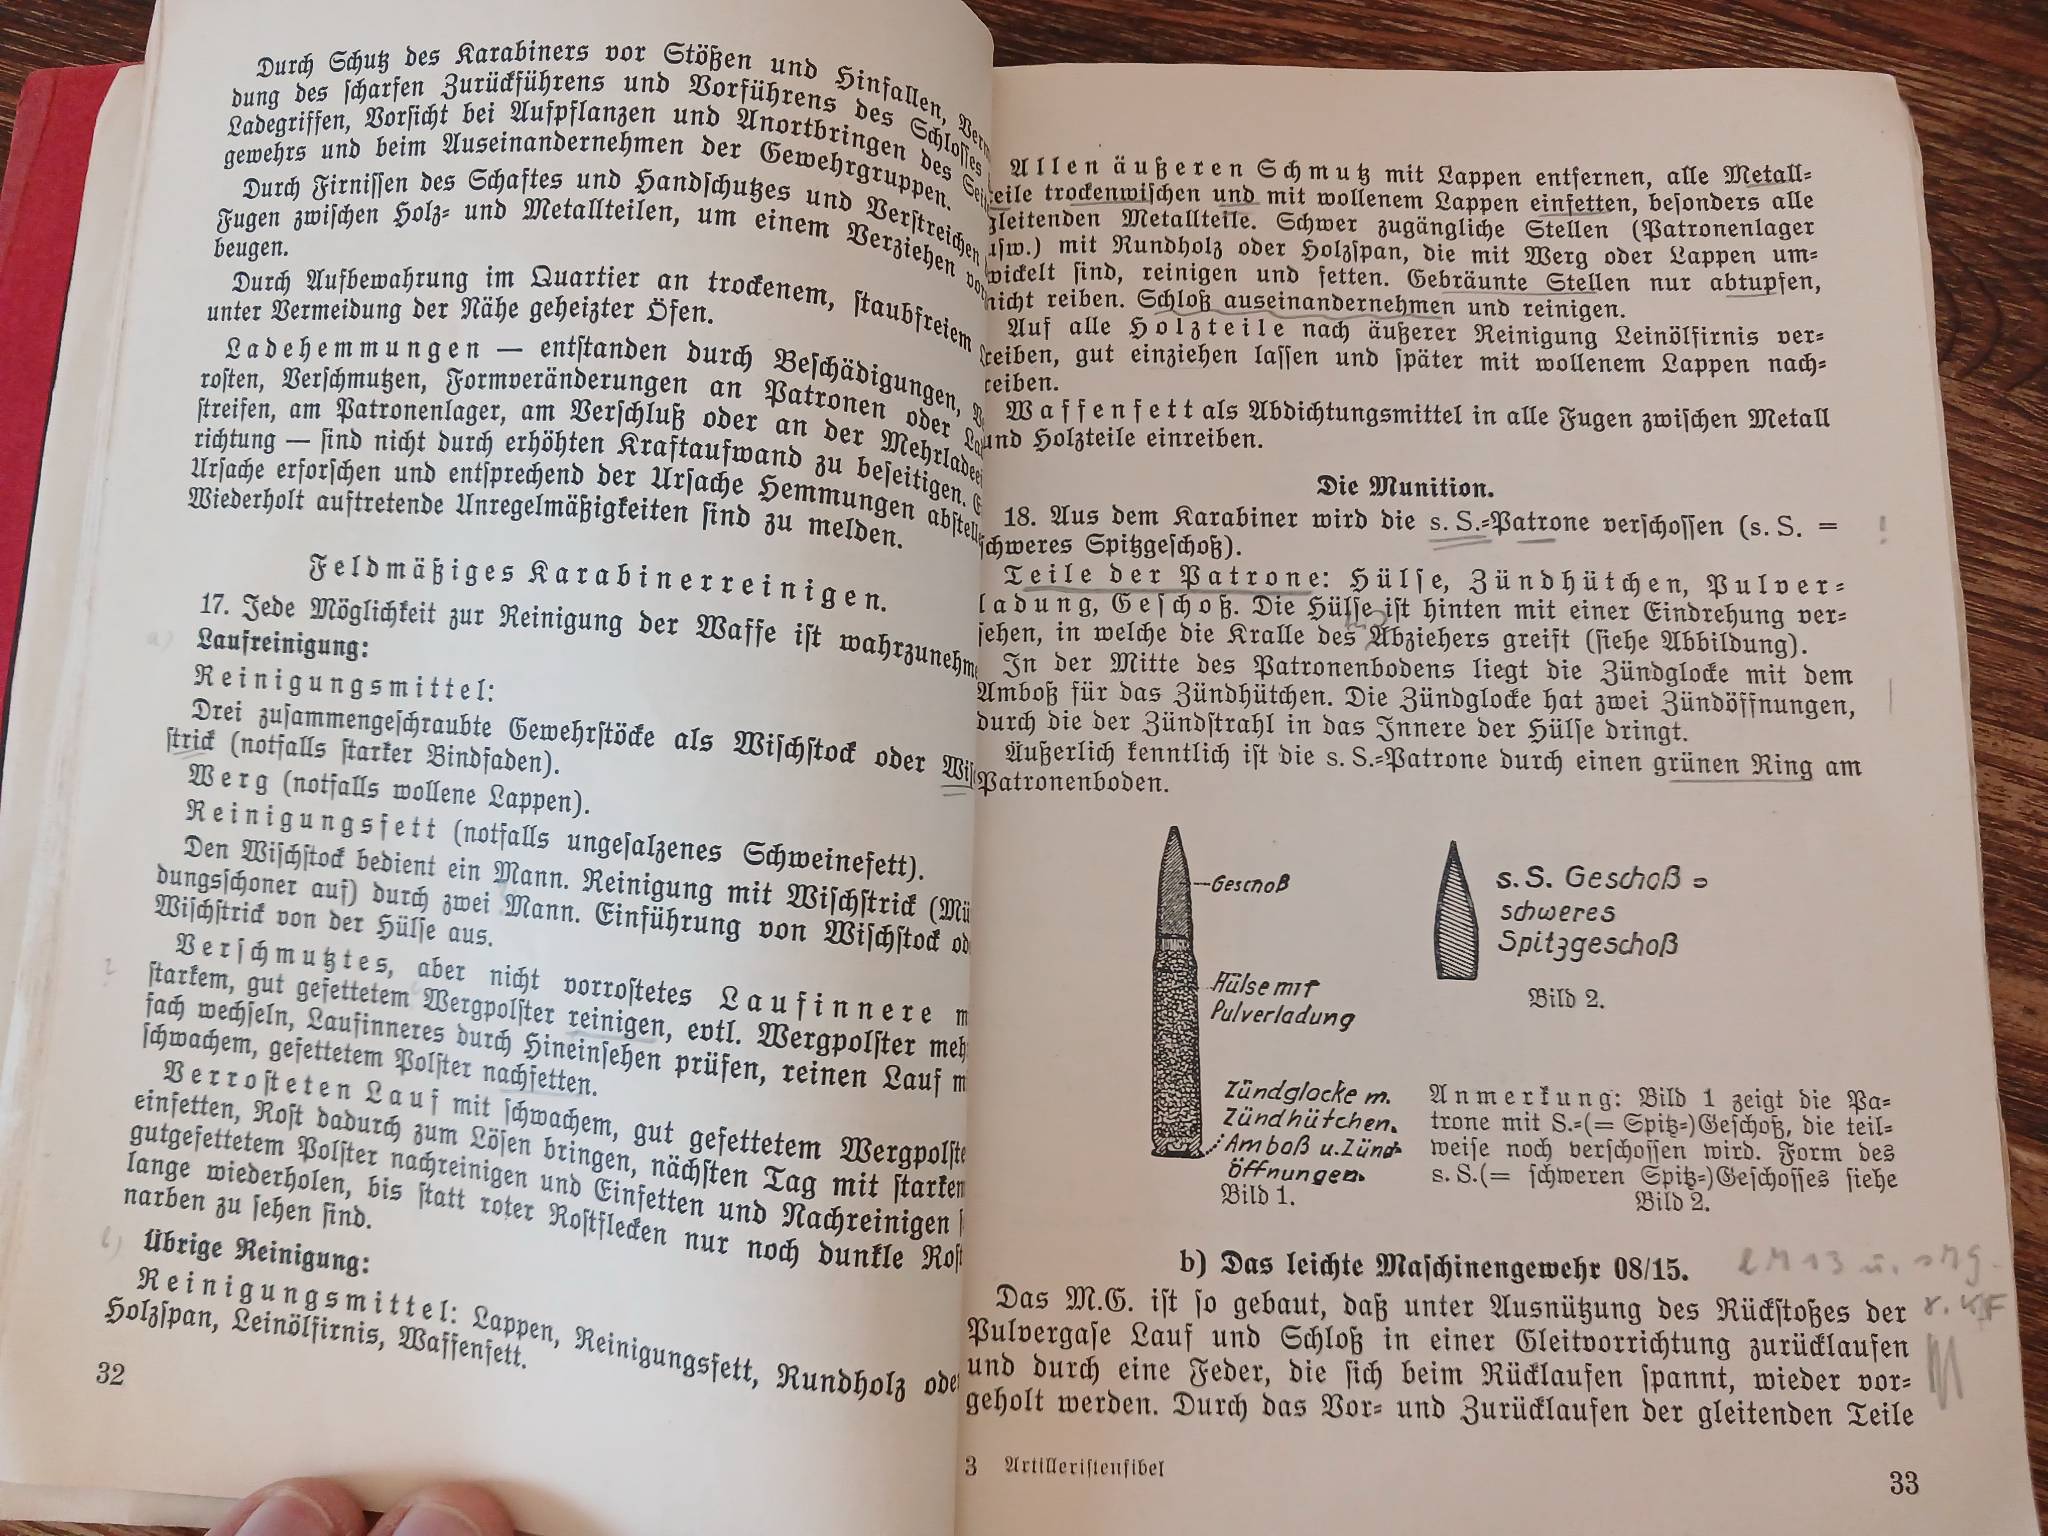 Durch Schutz des Karabiners vor Stößen und Hinfallen,
dung des scharfen Zurückführens und Vorführens des Schlosses
Ladegriffen, Vorsicht bei Aufpflanzen und Anortbringen des
gewehrs und beim Auseinandernehmen der Gewehrgruppen.
Durch Firnissen des Schaftes und Handschutzes und Verstreichen
Fugen zwischen Holz- und Metallteilen, um einem Verziehen
beugen.
Durch Aufbewahrung im Quartier an trockenem, staubfreiem
unter Vermeidung der Nähe geheizter Öfen.
Ladehemmungen — entstanden durch Beschädigungen,
rosten, Verschmutzen, Formveränderungen an Patronen oder
streifen, am Patronenlager, am Verschluß oder an der
richtung — sind nicht durch erhöhten Kraftaufwand zu beseitigen.
Ursache erforschen und entsprechend der Ursache Hemmungen
Wiederholt auftretende Unregelmäßigkeiten sind zu melden.
Feldmäßiges Karabinerreinigen.
17. Jede Möglichkeit zur Reinigung der Waffe ist
a) Laufreinigung:
Reinigungsmittel:
Drei zusammengeschraubte Gewehrstöcke als Wischstock oder
strick (notfalls starker Bindfaden).
Werg (notfalls wollene Lappen).
Reinigungsfett (notfalls ungesalzenes Schweinefett).
Den Wischstock bedient ein Mann. Reinigung mit Wischstrick (Mü
dungsschoner auf) durch zwei Mann. Einführung von Wischstock
Wischstrick von der Hülse aus.
Verschmutztes, aber nicht vorrostetes Laufinnere
starkem, gut gefettetem Wergpolster reinigen, evtl. Wergpolster meh
fach wechseln, Laufinneres durch Hineinsehen prüfen, reinen Lauf
schwachem, gefettetem Polster nachfetten.
Verrosteten Lauf mit schwachem, gut gefettetem Wergpolste
einfetten, Rost dadurch zum Lösen bringen, nächsten Tag mit starkem
gutgefettetem Polster nachreinigen und Einfetten und Nachreinigen
lange wiederholen, bis statt roter Rostflecken nur noch dunkle Rost
narben zu sehen sind.
b) Übrige Reinigung:
Reinigungsmittel: Lappen, Reinigungsfett, Rundholz ode
Holzspan, Leinölfirnis, Waffenfett.
32
Allen äußeren Schmutz mit Lappen entfernen, alle Metall-
teile trockenwischen und mit wollenem Lappen einfetten, besonders alle
gleitenden Metallteile. Schwer zugängliche Stellen (Patronenlager
usw.) mit Rundholz oder Holzspan, die mit Werg oder Lappen um-
wickelt sind, reinigen und fetten. Gebräunte Stellen nur abtupfen,
nicht reiben. Schloß auseinandernehmen und reinigen.
Auf alle Holzteile nach äußerer Reinigung Leinölfirnis ver-
reiben, gut einziehen lassen und später mit wollenem Lappen nach-
reiben.
Waffenfett als Abdichtungsmittel in alle Fugen zwischen Metall
und Holzteile einreiben.
Die Munition.
18. Aus dem Karabiner wird die s. S.-Patrone verschossen (s. S. = !
schweres Spitzgeschoß).
Teile der Patrone: Hülse, Zündhütchen, Pulver-
ladung, Geschoß. Die Hülse ist hinten mit einer Eindrehung ver-
sehen, in welche die Kralle des Abziehers greift (siehe Abbildung).
In der Mitte des Patronenbodens liegt die Zündglocke mit dem
Amboß für das Zündhütchen. Die Zündglocke hat zwei Zündöffnungen,
durch die der Zündstrahl in das Innere der Hülse dringt.
Äußerlich kenntlich ist die s. S.-Patrone durch einen grünen Ring am
Patronenboden.
Geschoß
Hülse mit
Pulverladung
Zündglocke m.
Zündhütchen.
Amboß u. Zünd-
öffnungen.
Bild 1.
s. S. Geschoß =
schweres
Spitzgeschoß
Bild 2.
Anmerkung: Bild 1 zeigt die Pa-
trone mit S.-(= Spitz-)Geschoß, die teil-
weise noch verschossen wird. Form des
s. S.(= schweren Spitz-)Geschosses siehe
Bild 2.
b) Das leichte Maschinengewehr 08/15.
Das M.G. ist so gebaut, daß unter Ausnützung des Rückstoßes der
Pulvergase Lauf und Schloß in einer Gleitvorrichtung zurücklaufen
und durch eine Feder, die sich beim Rücklaufen spannt, wieder vor-
geholt werden. Durch das Vor- und Zurücklaufen der gleitenden Teile
3 Artilleristenfibel
33